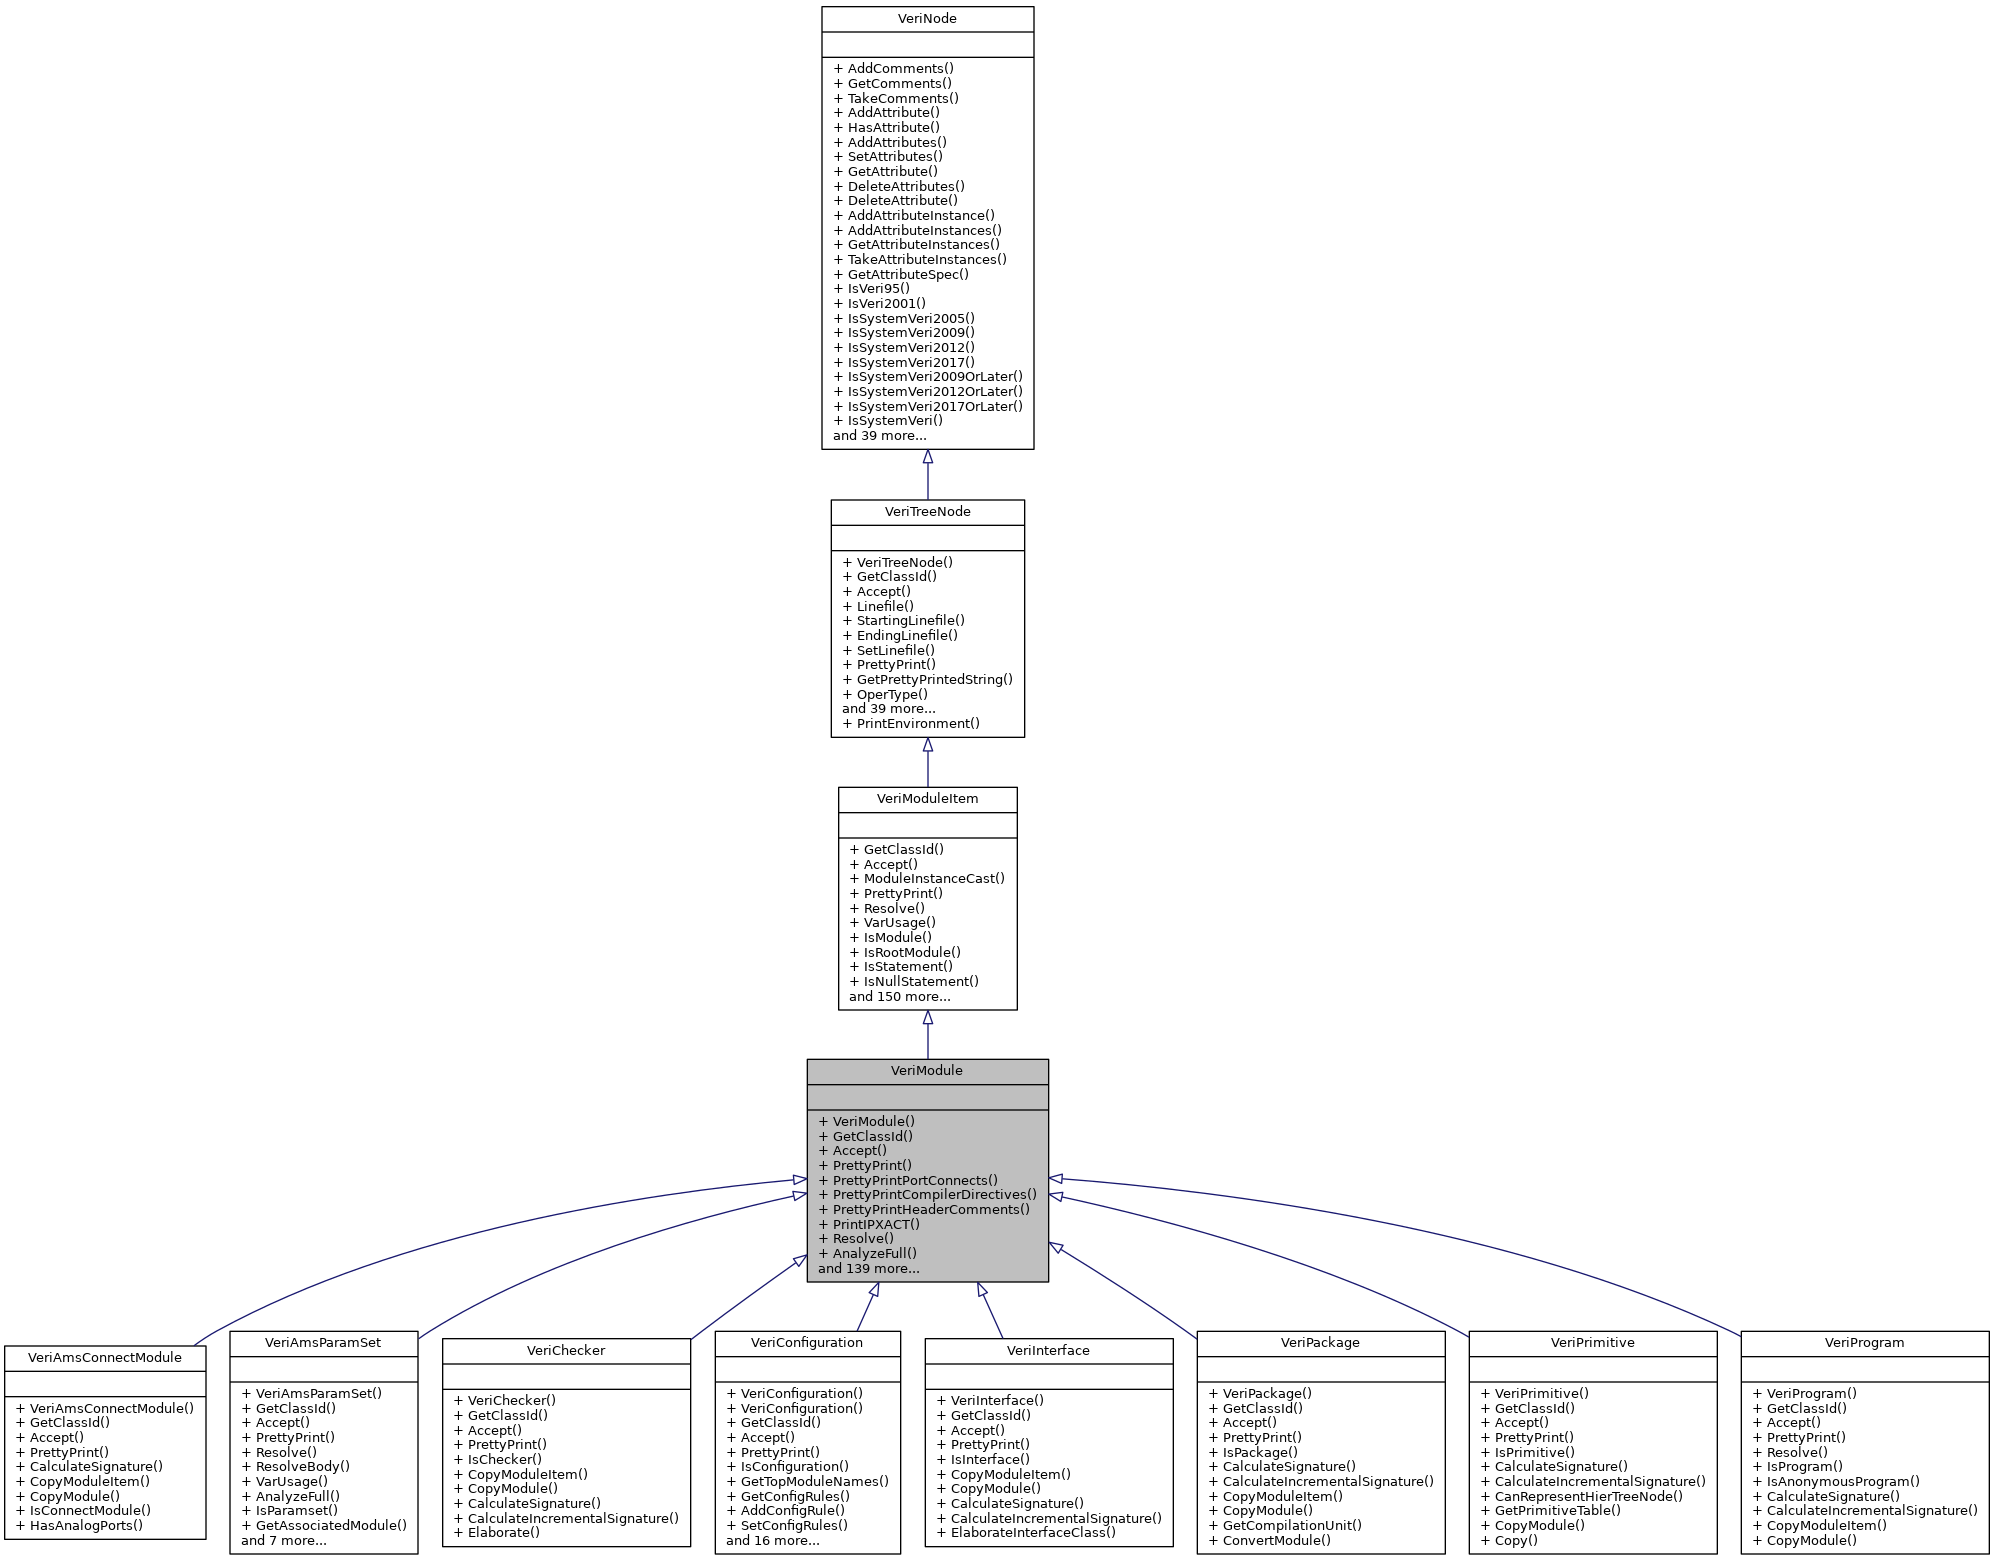 VeriNode
+ AddComments()
+ GetComments()
+ TakeComments()
+ AddAttribute()
+ HasAttribute()
+ AddAttributes()
+ SetAttributes()
+ GetAttribute()
+ DeleteAttributes()
+ DeleteAttribute()
+ AddAttributeInstance()
+ AddAttributeInstances()
+ GetAttributeInstances()
+ TakeAttributeInstances()
+ GetAttributeSpec()
+ IsVeri95()
+ IsVeri2001()
+ IsSystemVeri2005()
+ IsSystemVeri2009()
+ IsSystemVeri2012()
+ IsSystemVeri2017()
+ IsSystemVeri2009OrLater()
+ IsSystemVeri2012OrLater()
+ IsSystemVeri2017OrLater()
+ IsSystemVeri()
and 39 more...
VeriTreeNode
+ VeriTreeNode()
+ GetClassId()
+ Accept()
+ Linefile()
+ StartingLinefile()
+ EndingLinefile()
+ SetLinefile()
+ PrettyPrint()
+ GetPrettyPrintedString()
+ OperType()
and 39 more...
+ PrintEnvironment()
VeriModuleItem
+ GetClassId()
+ Accept()
+ ModuleInstanceCast()
+ PrettyPrint()
+ Resolve()
+ VarUsage()
+ IsModule()
+ IsRootModule()
+ IsStatement()
+ IsNullStatement()
and 150 more...
VeriModule
+ VeriModule()
+ GetClassId()
+ Accept()
+ PrettyPrint()
+ PrettyPrintPortConnects()
+ PrettyPrintCompilerDirectives()
+ PrettyPrintHeaderComments()
+ PrintIPXACT()
+ Resolve()
+ AnalyzeFull()
and 139 more...
VeriAmsConnectModule
+ VeriAmsConnectModule()
+ GetClassId()
+ Accept()
+ PrettyPrint()
+ CalculateSignature()
+ CopyModuleItem()
+ CopyModule()
+ IsConnectModule()
+ HasAnalogPorts()
VeriAmsParamSet
+ VeriAmsParamSet()
+ GetClassId()
+ Accept()
+ PrettyPrint()
+ Resolve()
+ ResolveBody()
+ VarUsage()
+ AnalyzeFull()
+ IsParamset()
+ GetAssociatedModule()
and 7 more...
VeriChecker
+ VeriChecker()
+ GetClassId()
+ Accept()
+ PrettyPrint()
+ IsChecker()
+ CopyModuleItem()
+ CopyModule()
+ CalculateSignature()
+ CalculateIncrementalSignature()
+ Elaborate()
VeriConfiguration
+ VeriConfiguration()
+ VeriConfiguration()
+ GetClassId()
+ Accept()
+ PrettyPrint()
+ IsConfiguration()
+ GetTopModuleNames()
+ GetConfigRules()
+ AddConfigRule()
+ SetConfigRules()
and 16 more...
VeriInterface
+ VeriInterface()
+ GetClassId()
+ Accept()
+ PrettyPrint()
+ IsInterface()
+ CopyModuleItem()
+ CopyModule()
+ CalculateSignature()
+ CalculateIncrementalSignature()
+ ElaborateInterfaceClass()
VeriPackage
+ VeriPackage()
+ GetClassId()
+ Accept()
+ PrettyPrint()
+ IsPackage()
+ CalculateSignature()
+ CalculateIncrementalSignature()
+ CopyModuleItem()
+ CopyModule()
+ GetCompilationUnit()
+ ConvertModule()
VeriPrimitive
+ VeriPrimitive()
+ GetClassId()
+ Accept()
+ PrettyPrint()
+ IsPrimitive()
+ CalculateSignature()
+ CalculateIncrementalSignature()
+ CanRepresentHierTreeNode()
+ GetPrimitiveTable()
+ CopyModule()
+ Copy()
VeriProgram
+ VeriProgram()
+ GetClassId()
+ Accept()
+ PrettyPrint()
+ Resolve()
+ IsProgram()
+ IsAnonymousProgram()
+ CalculateSignature()
+ CalculateIncrementalSignature()
+ CopyModuleItem()
+ CopyModule()